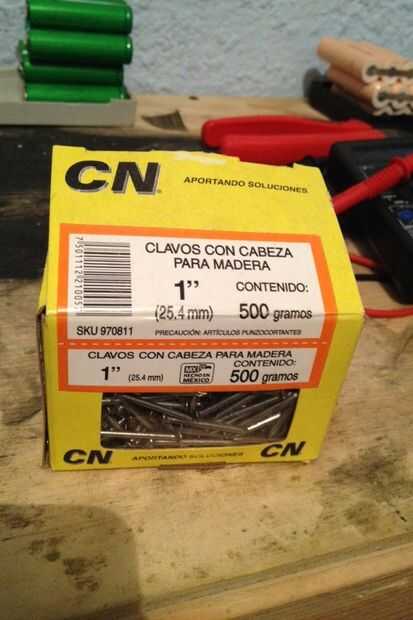 CN
APORTANDO SOLUCIONES
CLAVOS CON CABEZA
PARA MADERA
1”
(25.4 mm)
CONTENIDO:
500 gramos
SKU 970811
PRECAUCIÓN: ARTÍCULOS PUNZOCORTANTES
CLAVOS CON CABEZA PARA MADERA
1”
(25.4 mm)
HECHO EN
MÉXICO
CONTENIDO:
500 gramos
CN
APORTANDO SOLUCIONES
CN